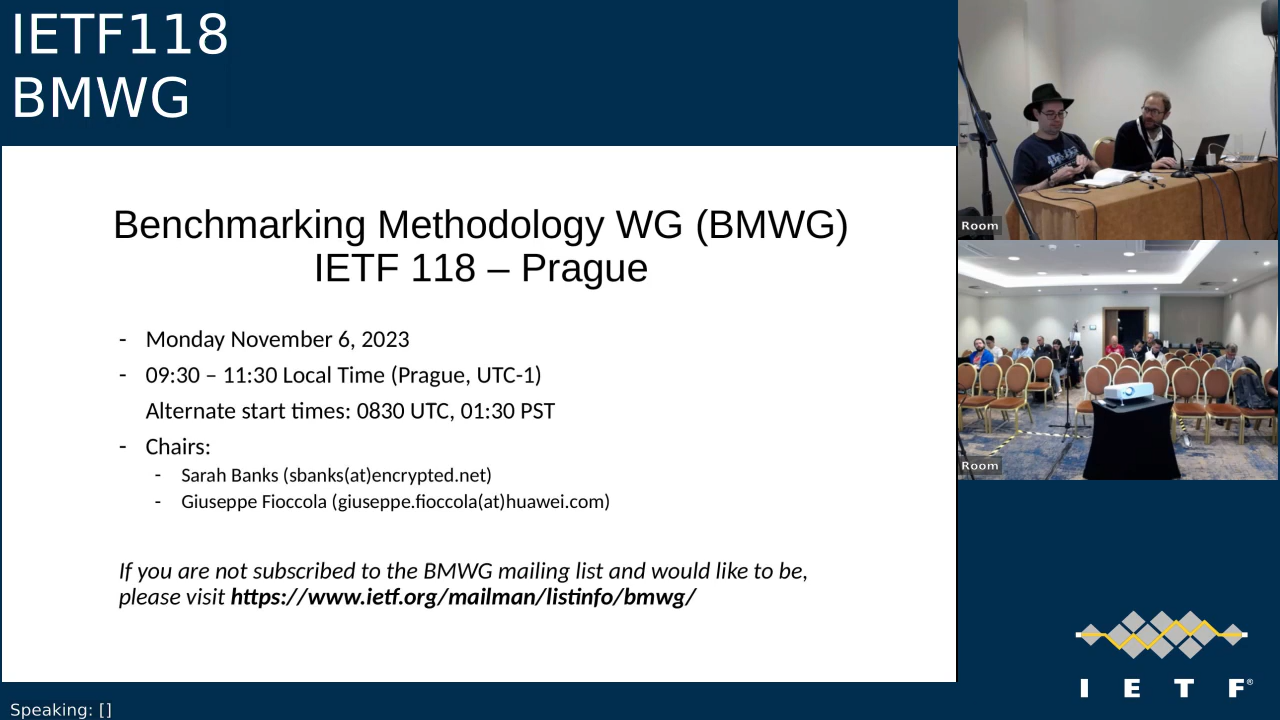 IETF118
BMWG
Benchmarking Methodology WG (BMWG)
IETF 118 – Prague
- Monday November 6, 2023
- 09:30 – 11:30 Local Time (Prague, UTC-1)
Alternate start times: 0830 UTC, 01:30 PST
- Chairs:
- Sarah Banks (sbanks(at)encrypted.net)
- Giuseppe Fioccola (giuseppe.fioccola(at)huawei.com)
If you are not subscribed to the BMWG mailing list and would like to be,
please visit https://www.ietf.org/mailman/listinfo/bmwg/
Room
Room
I E T F®
Speaking: []